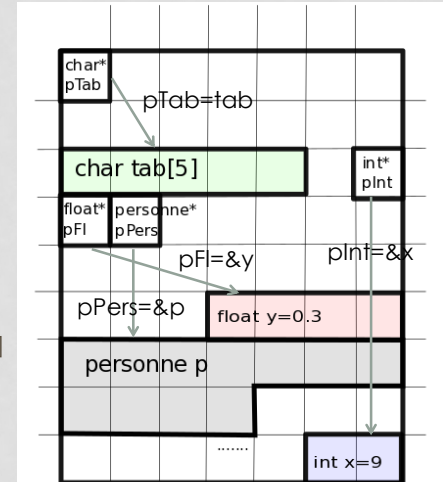 char*
pTab
pTab=tab
char tab[5]
int*
pInt
float*
pFl
personne*
pPers
pFl=&y
pInt=&x
pPers=&p
float y=0.3
personne p
.......
int x=9